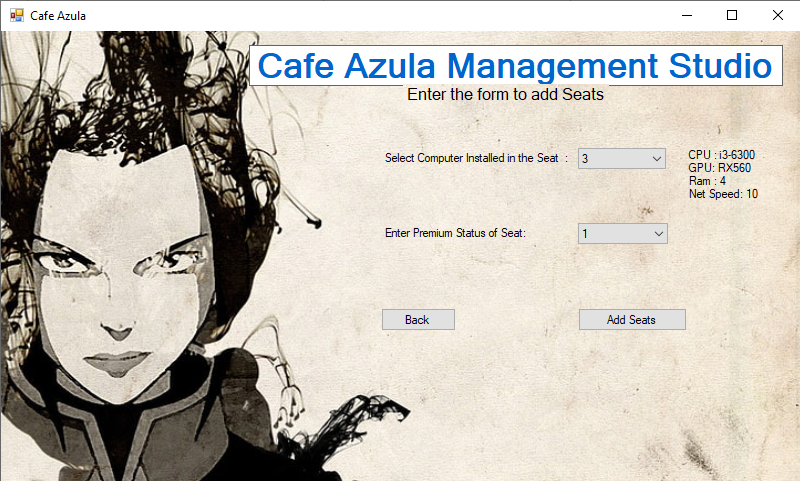 Cafe Azula
Cafe Azula Management Studio
Enter the form to add Seats
Select Computer Installed in the Seat :
3
CPU : i3-6300
GPU: RX560
Ram : 4
Net Speed: 10
Enter Premium Status of Seat:
1
Back
Add Seats